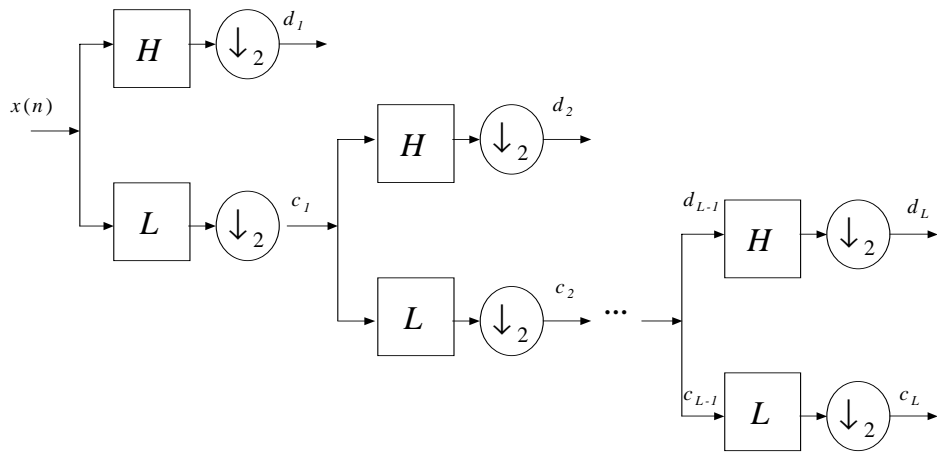 H
↓2
d1
x(n)
H
↓2
d2
L
↓2
c1
dL-1
H
↓2
dL
L
↓2
c2
...
cL-1
L
↓2
cL